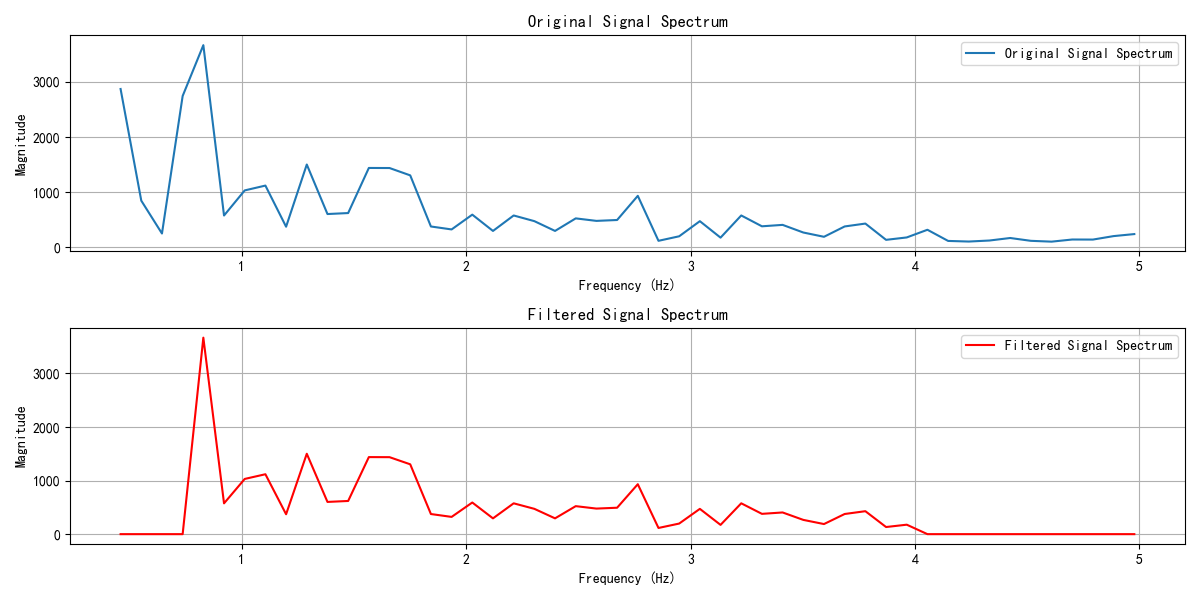 Original Signal Spectrum
Original Signal Spectrum
3000
2000
1000
0
Magnitude
1 2 3 4 5
Frequency (Hz)
Filtered Signal Spectrum
Filtered Signal Spectrum
3000
2000
1000
0
Magnitude
1 2 3 4 5
Frequency (Hz)